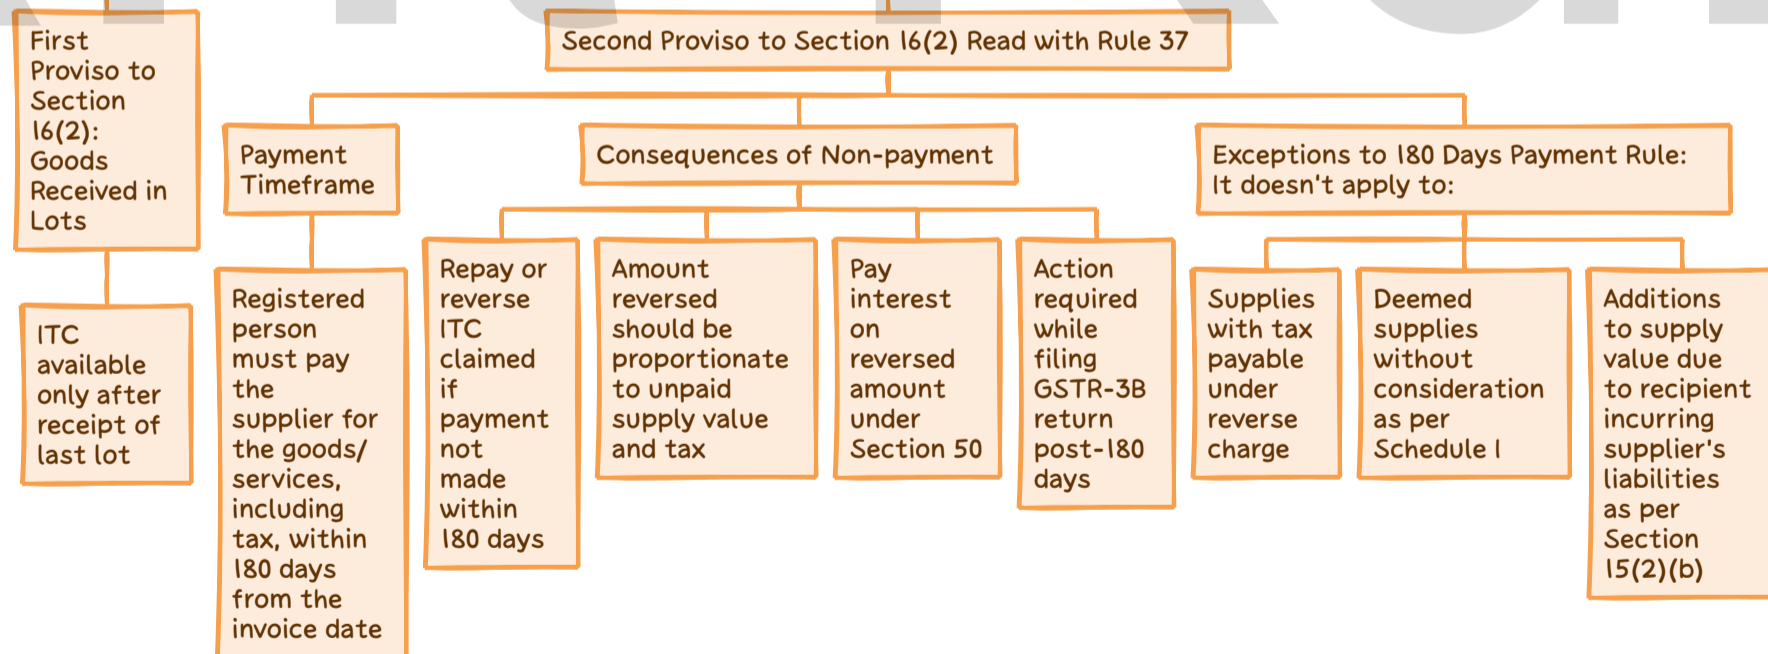 First
Proviso to
Section
16(2):
Goods
Received in
Lots
ITC
available
only after
receipt of
last lot
Second Proviso to Section 16(2) Read with Rule 37
Payment
Timeframe
Registered
person
must pay
the
supplier for
the goods/
services,
including
tax, within
180 days
from the
invoice date
Consequences of Non-payment
Repay or
reverse
ITC
claimed
if
payment
not
made
within
180 days
Amount
reversed
should be
proportionate
to unpaid
supply value
and tax
Pay
interest
on
reversed
amount
under
Section 50
Action
required
while
filing
GSTR-3B
return
post-180
days
Exceptions to 180 Days Payment Rule:
It doesn't apply to:
Supplies
with tax
payable
under
reverse
charge
Deemed
supplies
without
consideration
as per
Schedule I
Additions
to supply
value due
to recipient
incurring
supplier's
liabilities
as per
Section
15(2)(b)